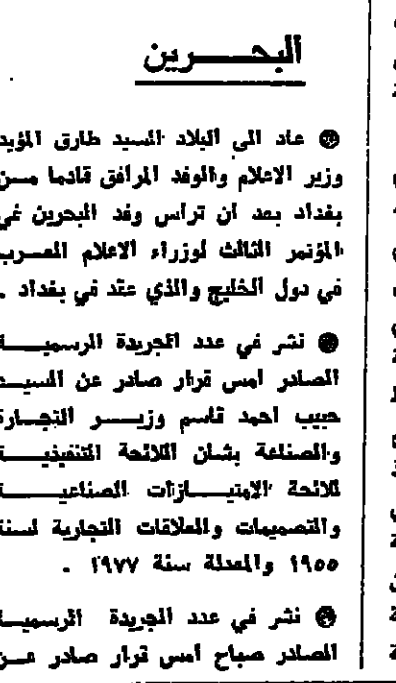 البحرين
● عاد الى البلاد السيد طارق المؤيد
وزير الاعلام والوفد المرافق قادما من
بغداد بعد ان ترأس وفد البحرين في
المؤتمر الثالث لوزراء الاعلام العرب
في دول الخليج والذي عقد في بغداد .
● نشر في عدد الجريدة الرسمية
الصادر امس قرار صادر عن السيد
حبيب احمد قاسم وزير التجارة
والصناعة بشان اللائحة التنفيذية
للائحة الامتيازات الصناعية
والتصميمات والعلاقات التجارية لسنة
١٩٥٥ والمعدلة سنة ١٩٧٧ .
● نشر في عدد الجريدة الرسمية
الصادر صباح امس قرار صادر عن